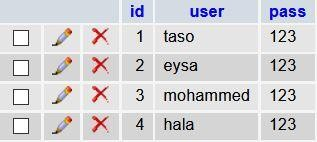 id user pass
1 taso 123
2 eysa 123
3 mohammed 123
4 hala 123